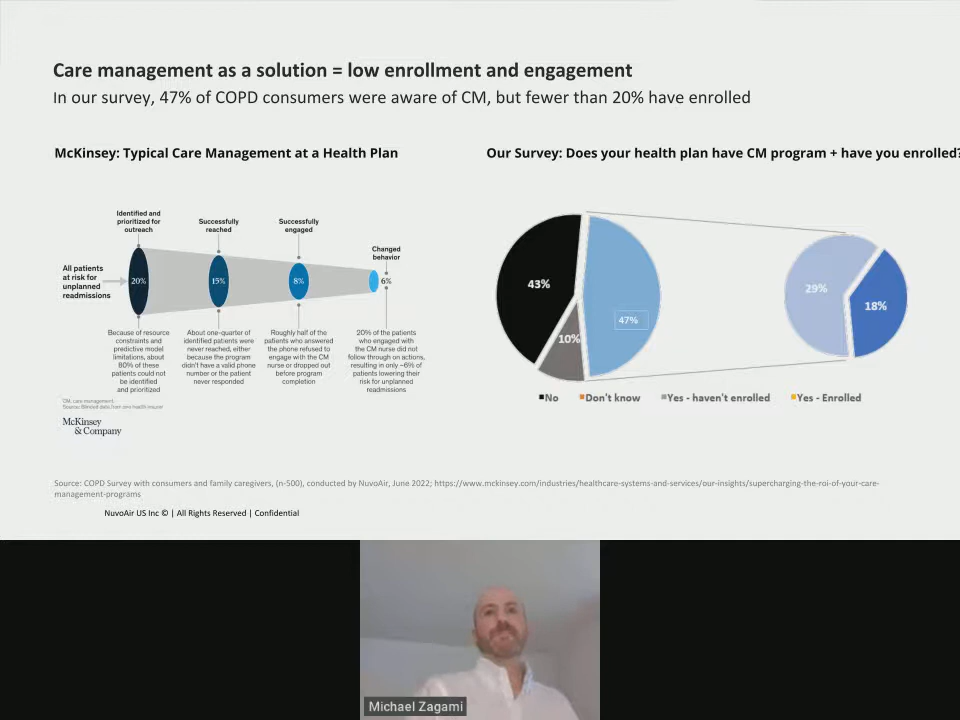 Care management as a solution = low enrollment and engagement
In our survey, 47% of COPD consumers were aware of CM, but fewer than 20% have enrolled
McKinsey: Typical Care Management at a Health Plan
Identified and
prioritized for
outreach
Successfully
reached
Successfully
engaged
Changed
behavior
All patients
at risk for
unplanned
readmissions
20%
15%
8%
6%
Because of resource
constraints and
predictive model
limitations, about
80% of these
patients could not
be identified
and prioritized
About one-quarter of
identified patients were
never reached, either
because the program
didn't have a valid phone
number or the patient
never responded
Roughly half of the
patients who answered
the phone refused to
engage with the CM
nurse or dropped out
before program
completion
20% of the patients
who engaged with
the CM nurse did not
follow through on actions,
resulting in only ~6% of
patients lowering their
risk for unplanned
readmissions
CM, care management.
Source: Blinded data from one health insurer
McKinsey
& Company
Our Survey: Does your health plan have CM program + have you enrolled?
43%
10%
47%
29%
18%
No Don't know Yes - haven't enrolled Yes - Enrolled
Source: COPD Survey with consumers and family caregivers, (n-500), conducted by NuvoAir, June 2022; https://www.mckinsey.com/industries/healthcare-systems-and-services/our-insights/supercharging-the-roi-of-your-care-
management-programs
NuvoAir US Inc © | All Rights Reserved | Confidential
Michael Zagami